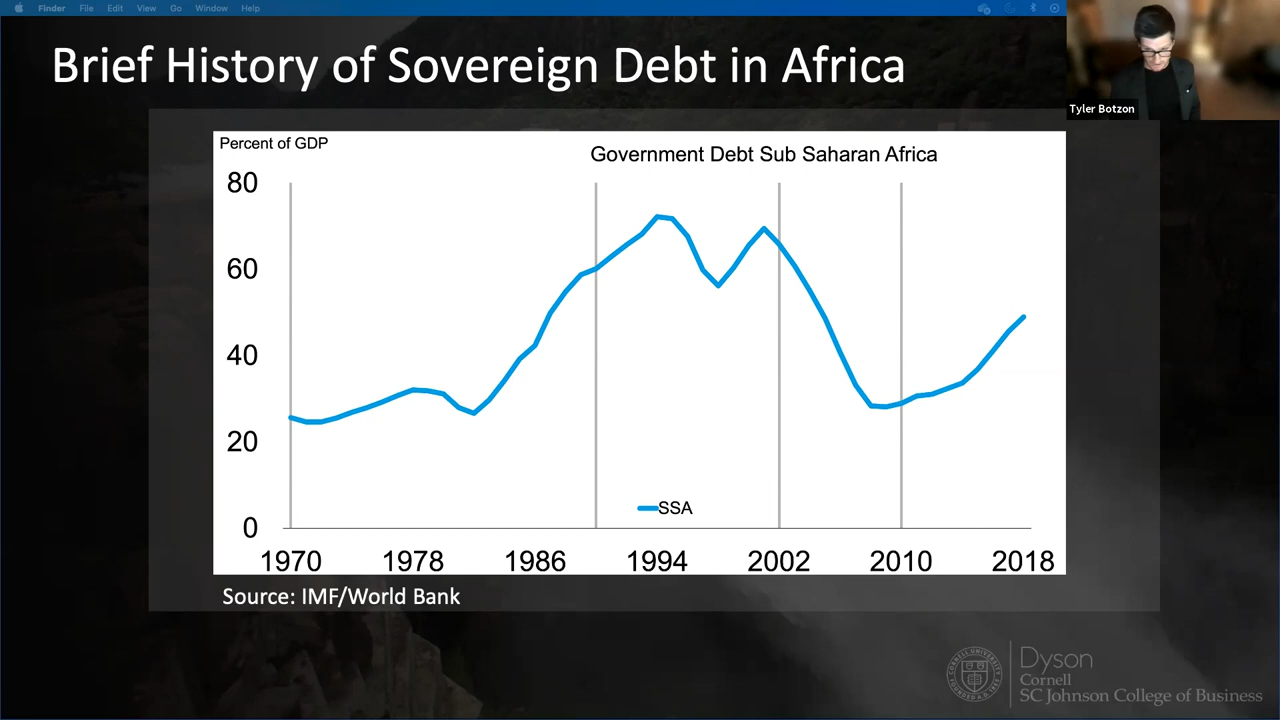 Finder File Edit View Go Window Help
Brief History of Sovereign Debt in Africa
Tyler Botzon
Percent of GDP
Government Debt Sub Saharan Africa
80
60
40
20
0
SSA
1970 1978 1986 1994 2002 2010 2018
Source: IMF/World Bank
Dyson
Cornell
SC Johnson College of Business